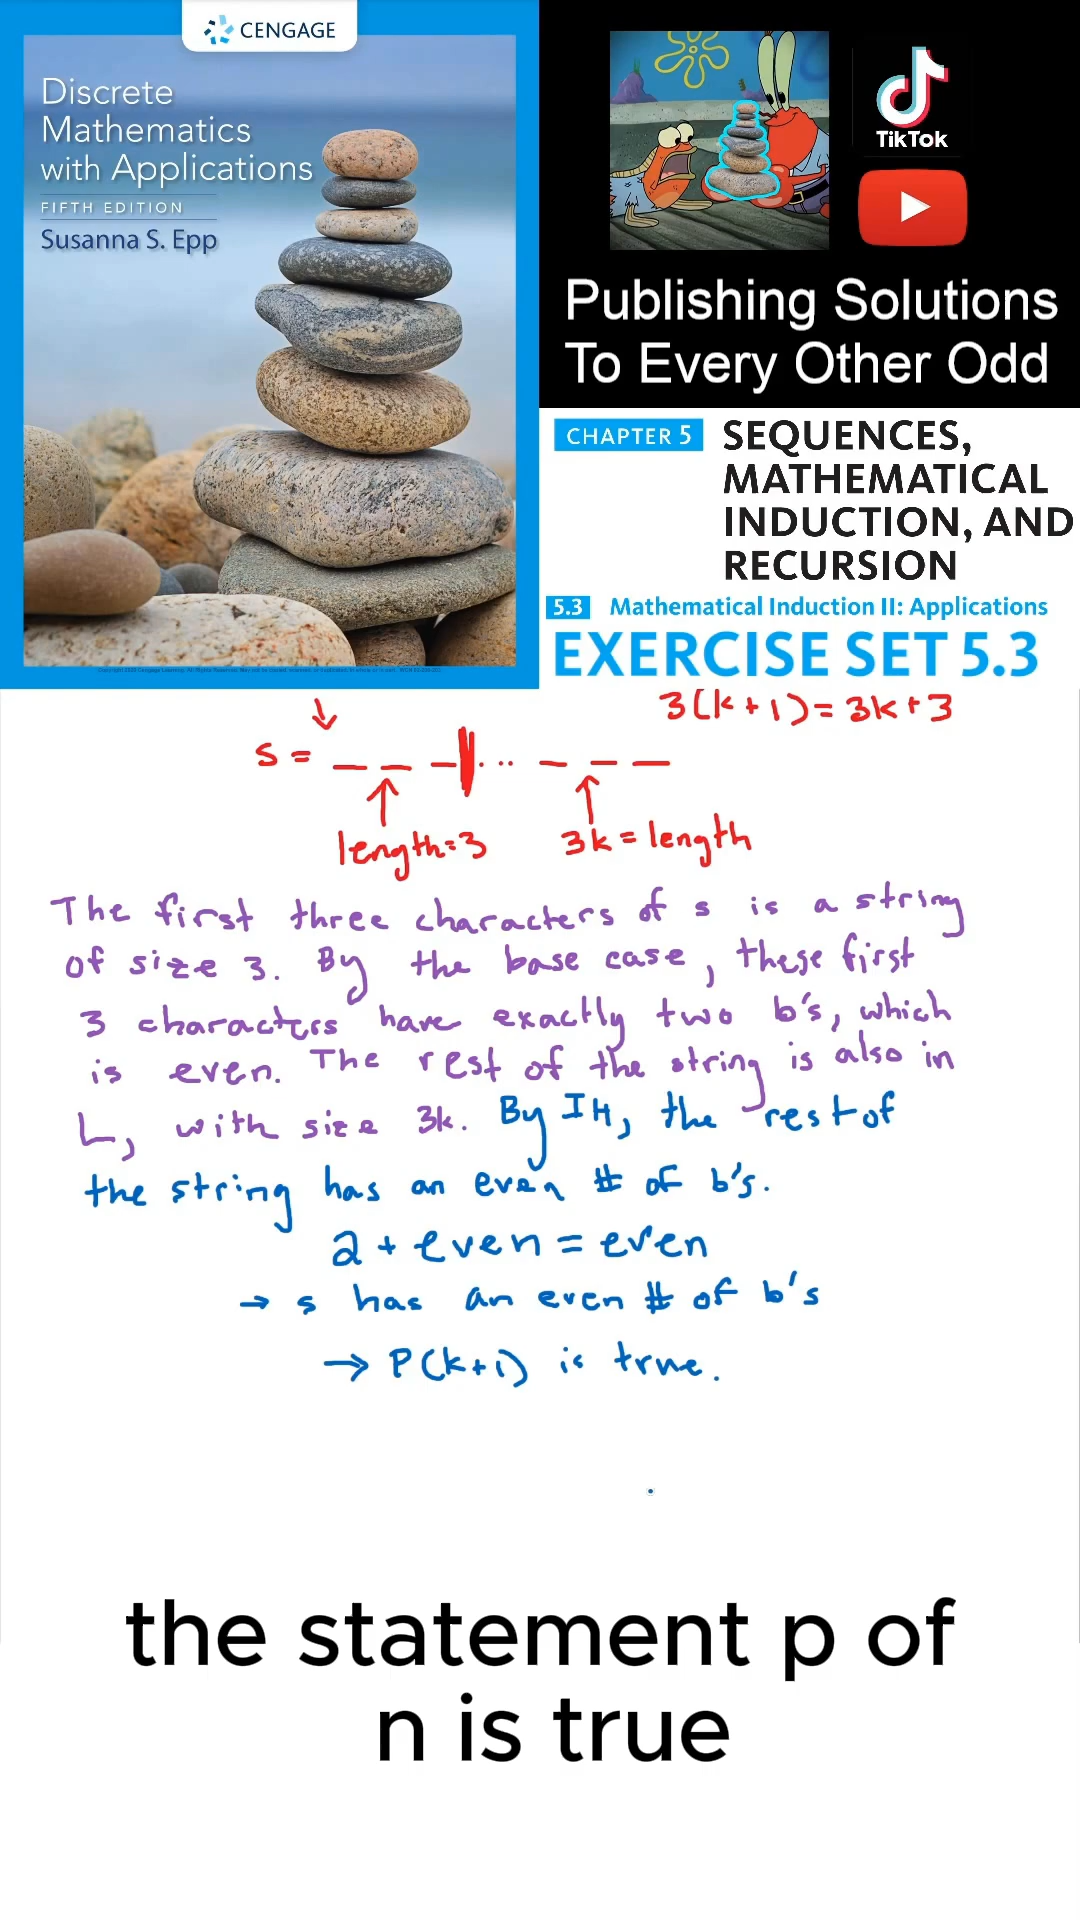 CENGAGE
Discrete
Mathematics
with Applications
FIFTH EDITION
Susanna S. Epp
TikTok
Publishing Solutions
To Every Other Odd
CHAPTER 5
SEQUENCES,
MATHEMATICAL
INDUCTION, AND
RECURSION
5.3 Mathematical Induction II: Applications
EXERCISE SET 5.3
3(k+1) = 3k+3
s = _ _ _ ... _ _ _
length=3
3k = length
The first three characters of s is a string
of size 3. By the base case, these first
3 characters have exactly two b's, which
is even. The rest of the string is also in
L, with size 3k. By IH, the rest of
the string has an even # of b's.
2 + even = even
→ s has an even # of b's
→ P(k+1) is true.
the statement p of
n is true